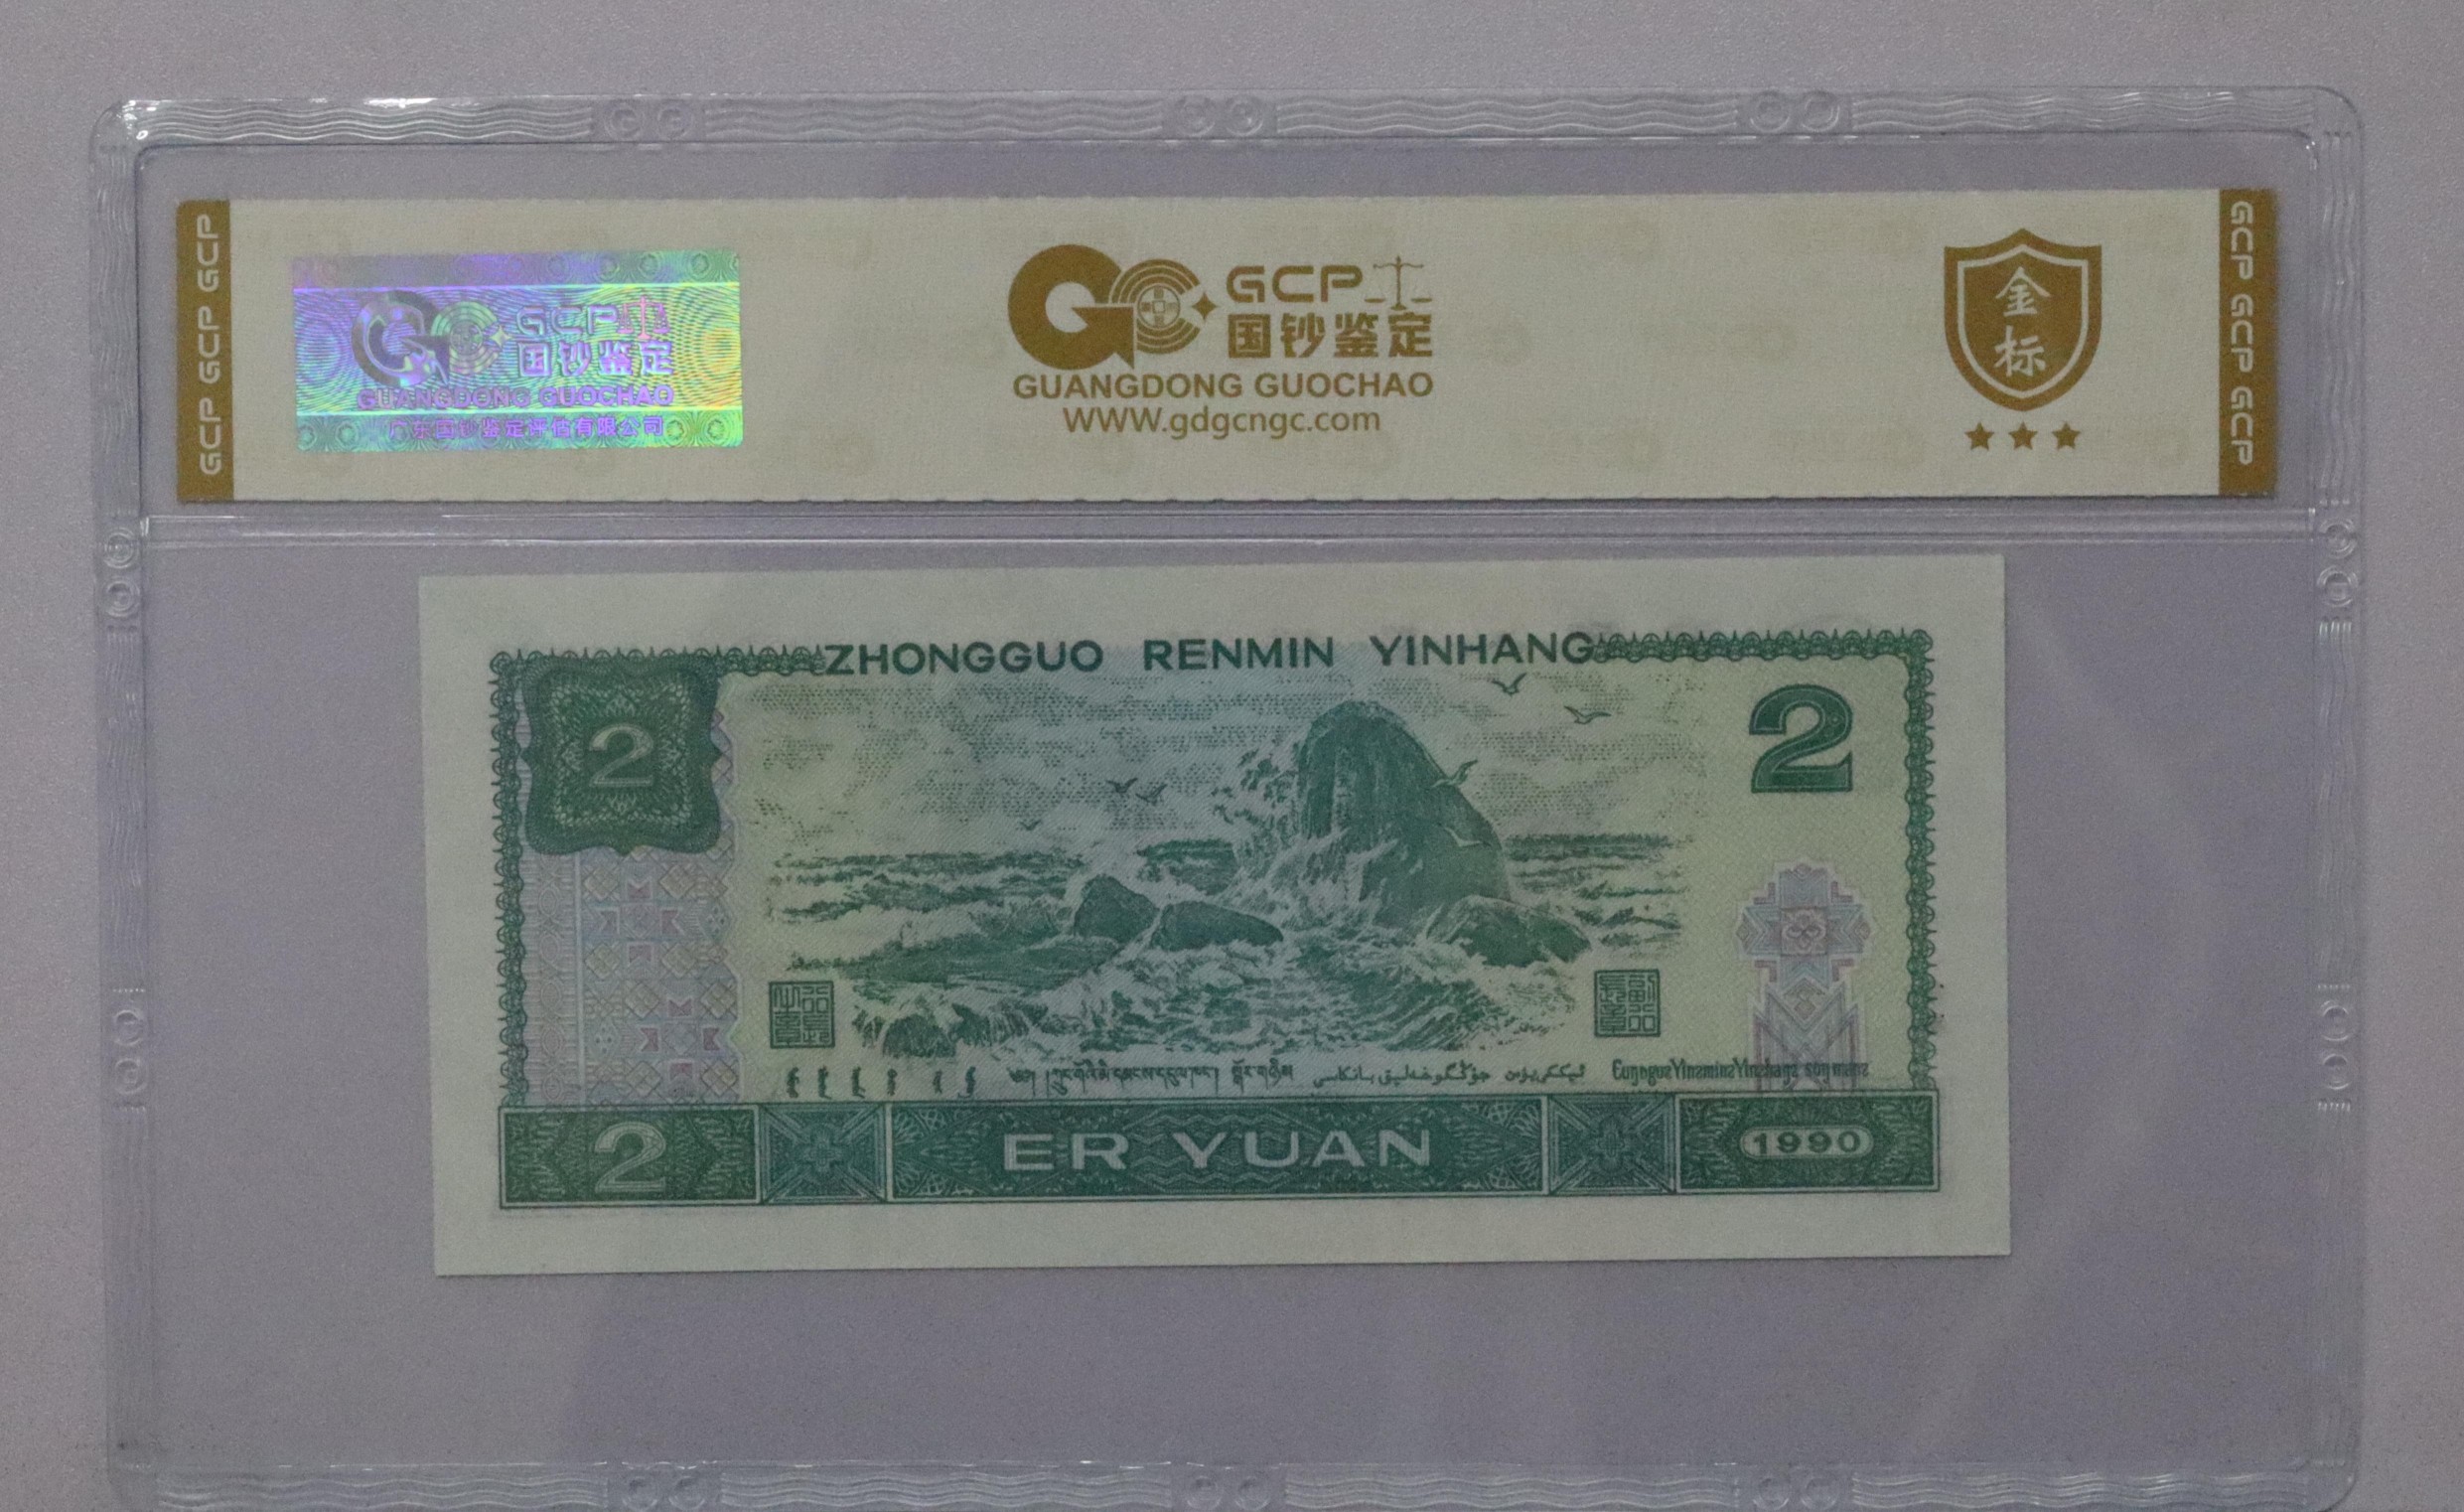 GCP GCP GCP
GCP
国钞鉴定
GUANGDONG GUOCHAO
广东国钞鉴定评估有限公司
GCP
国钞鉴定
GUANGDONG GUOCHAO
WWW.gdgcngc.com
金标
GCP GCP GCP
ZHONGGUO RENMIN YINHANG
2
2
2
ER YUAN
1990